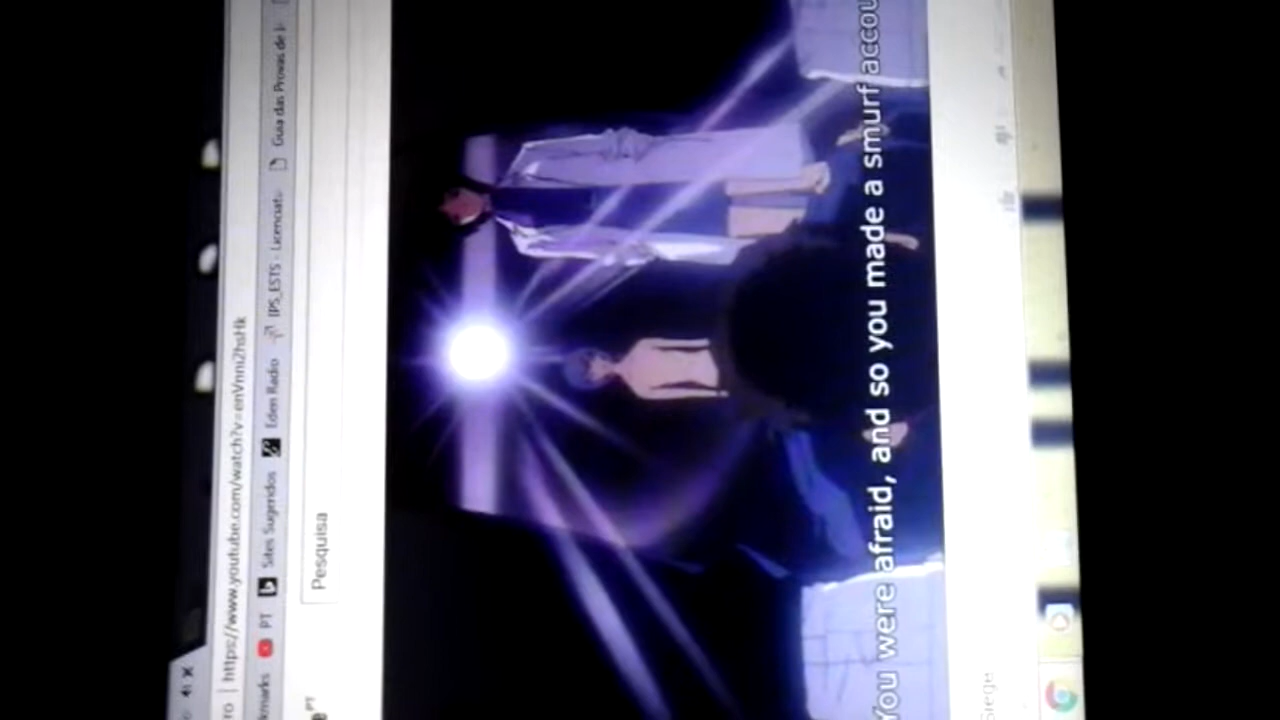 https://www.youtube.com/watch?v=enVnni2hsHk
PT Sites Sugeridos Eden Radio IPS_ESTS - Licenciat Guia das Provas de
PT
Pesquisa
You were afraid, and so you made a smurf accou